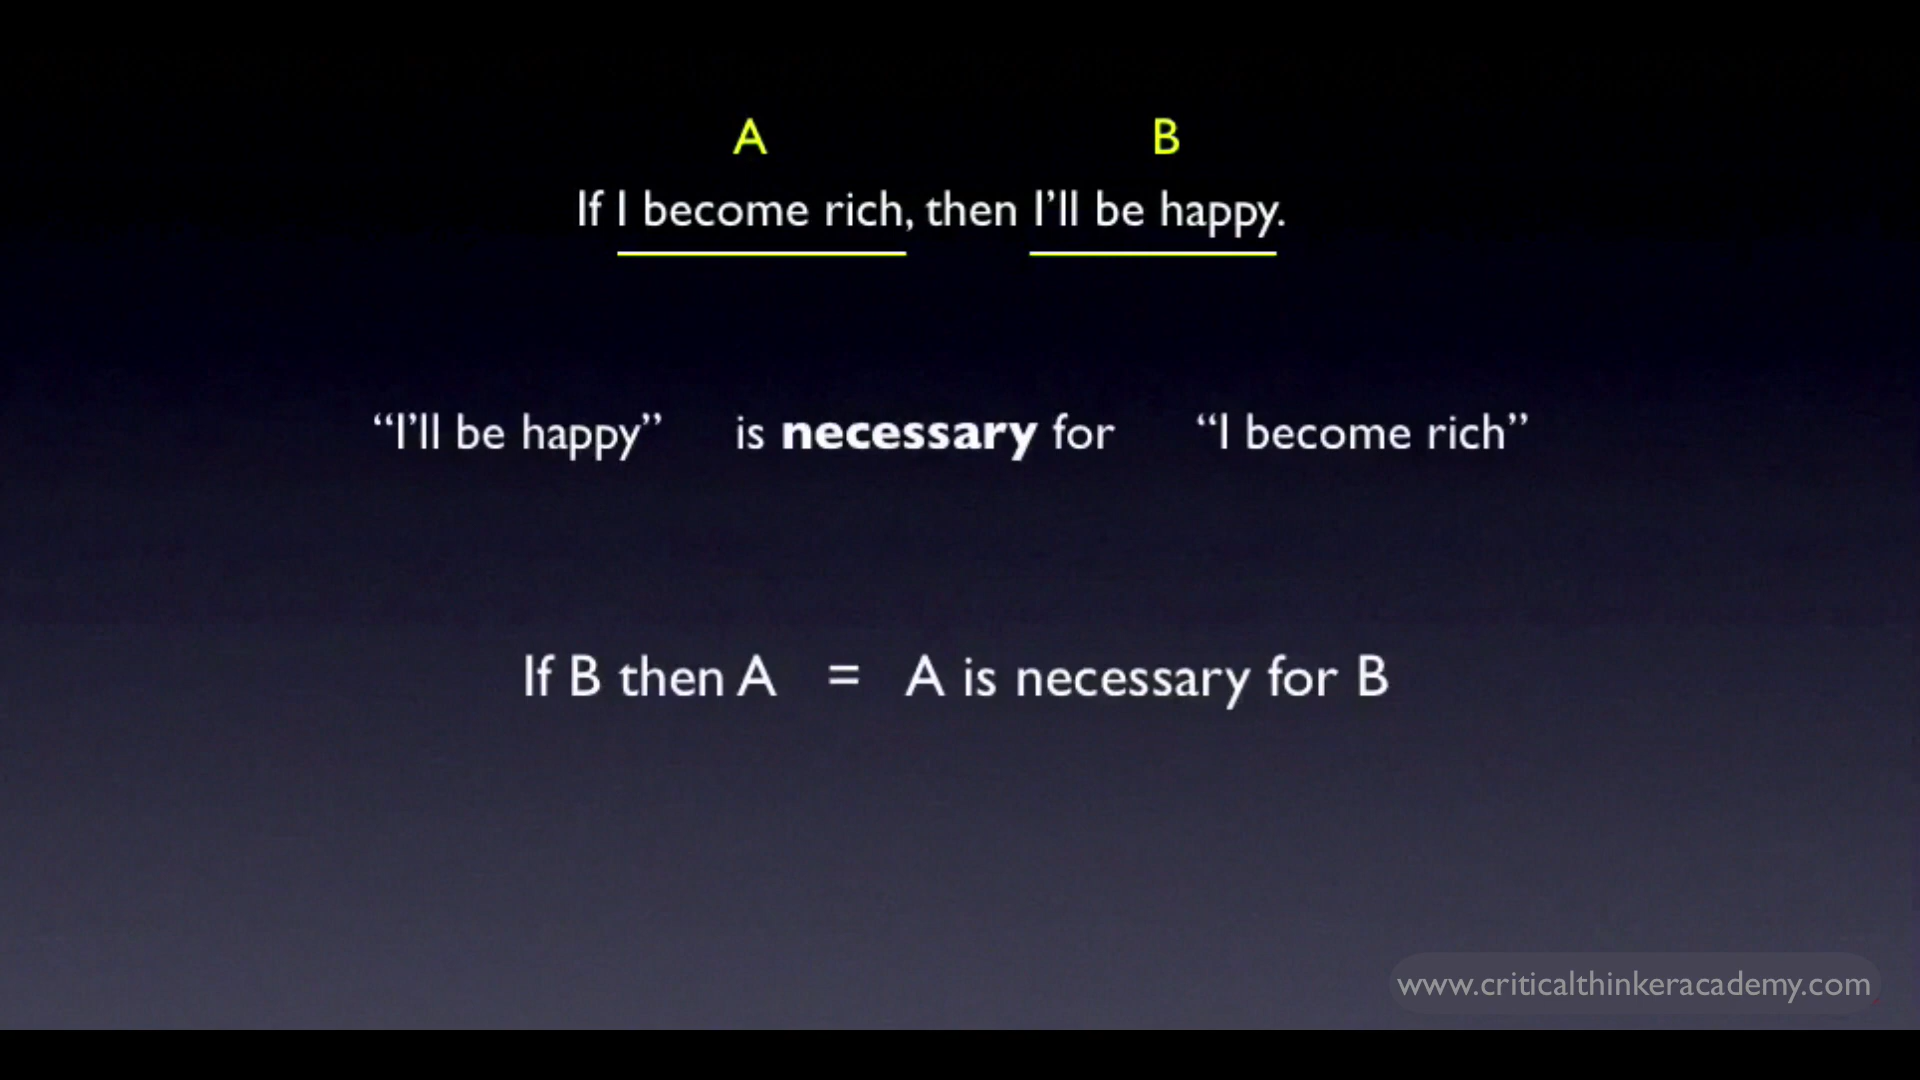 A B
If I become rich, then I’ll be happy.
“I’ll be happy” is necessary for “I become rich”
If B then A = A is necessary for B
www.criticalthinkeracademy.com